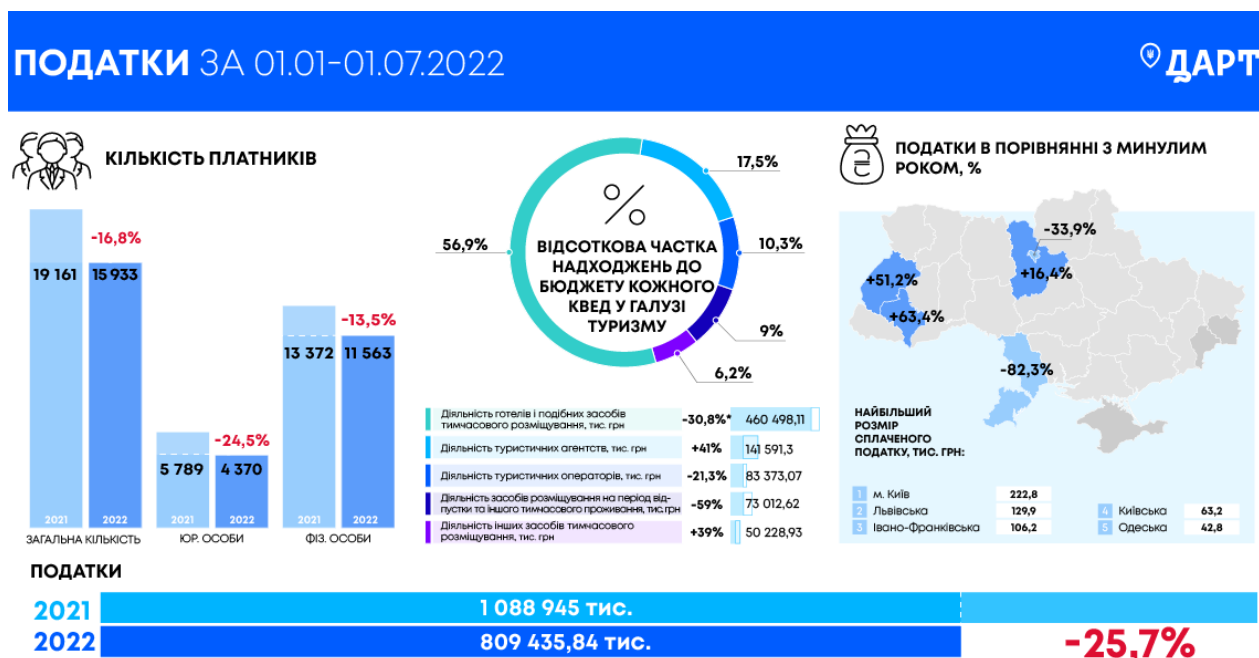 ПОДАТКИ ЗА 01.01-01.07.2022
ДАРТ
КІЛЬКІСТЬ ПЛАТНИКІВ
-16,8%
19 161
15 933
2021
2022
ЗАГАЛЬНА КІЛЬКІСТЬ
-24,5%
5 789
4 370
2021
2022
ЮР. ОСОБИ
-13,5%
13 372
11 563
2021
2022
ФІЗ. ОСОБИ
%
ВІДСОТКОВА ЧАСТКА
НАДХОДЖЕНЬ ДО
БЮДЖЕТУ КОЖНОГО
КВЕД У ГАЛУЗІ
ТУРИЗМУ
17,5%
10,3%
9%
6,2%
56,9%
Діяльність готелів і подібних засобів
тимчасового розміщування, тис. грн
-30,8%*
460 498,11
Діяльність туристичних агентств, тис. грн
+41%
141 591,3
Діяльність туристичних операторів, тис. грн
-21,3%
83 373,07
Діяльність засобів розміщування на період від-
пустки та іншого тимчасового проживання, тис.грн
-59%
73 012,62
Діяльність інших засобів тимчасового
розміщування, тис. грн
+39%
50 228,93
₴
ПОДАТКИ В ПОРІВНЯННІ З МИНУЛИМ
РОКОМ, %
-33,9%
+16,4%
+51,2%
+63,4%
-82,3%
НАЙБІЛЬШИЙ
РОЗМІР
СПЛАЧЕНОГО
ПОДАТКУ, ТИС. ГРН:
1 м. Київ 222,8
2 Львівська 129,9
3 Івано-Франківська 106,2
4 Київська 63,2
5 Одеська 42,8
ПОДАТКИ
2021 1 088 945 тис.
2022 809 435,84 тис.
-25,7%